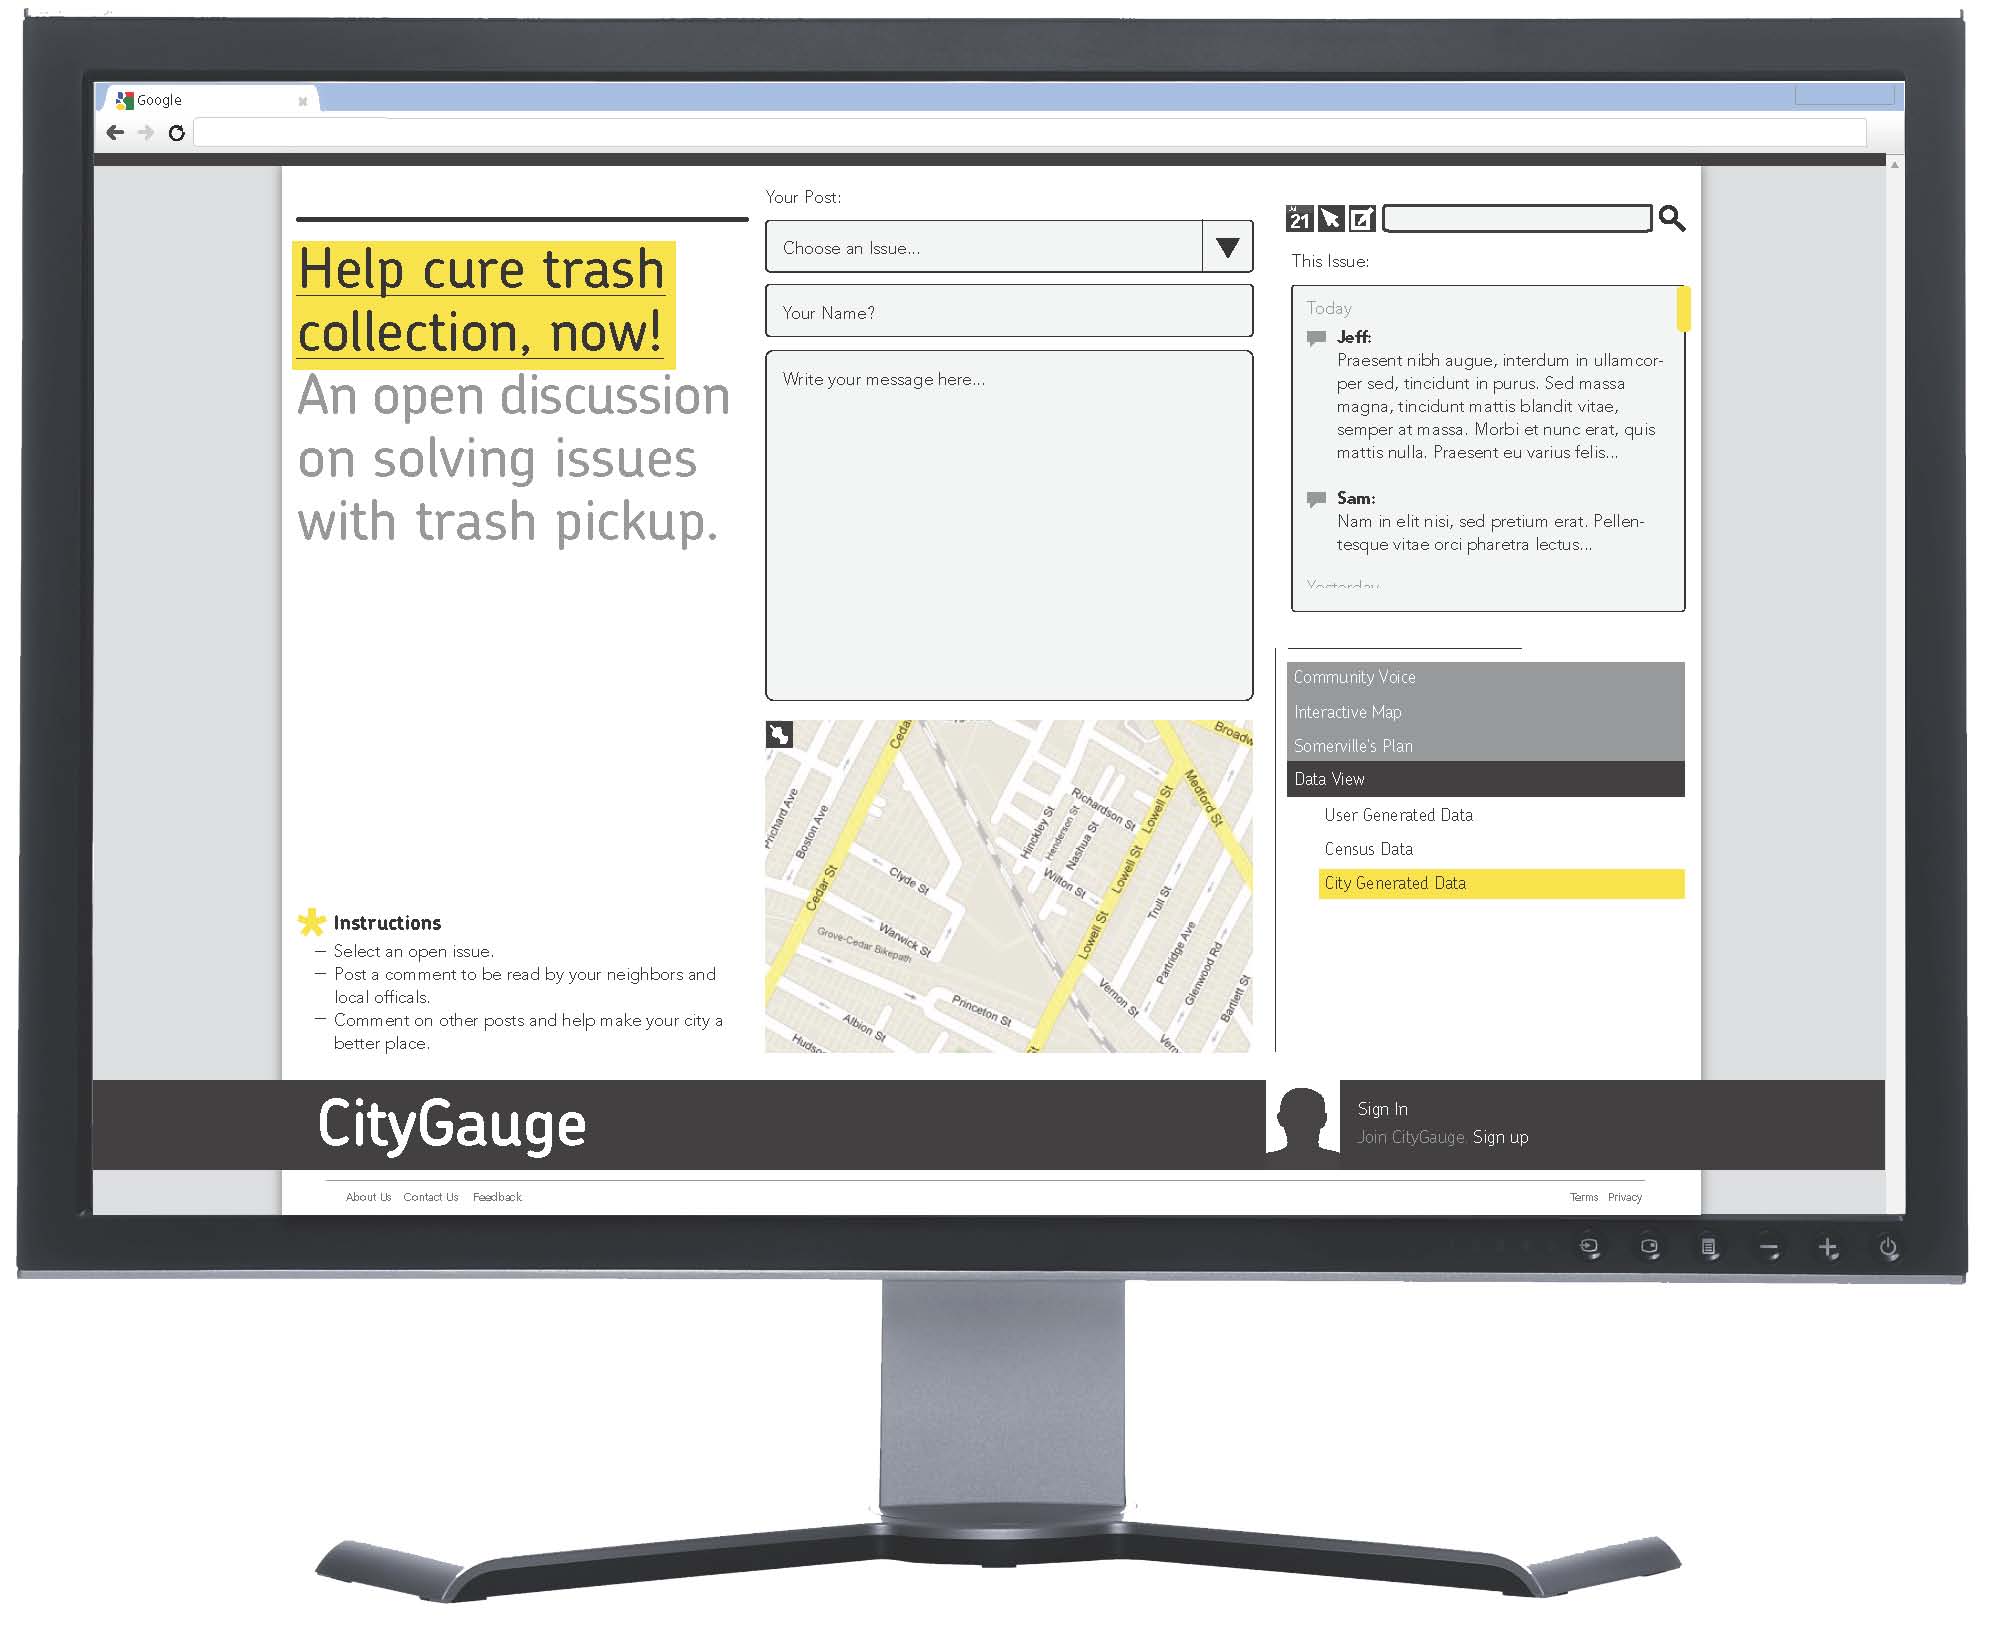 Google
Help cure trash
collection, now!
An open discussion
on solving issues
with trash pickup.
Instructions
– Select an open issue.
– Post a comment to be read by your neighbors and
local officals.
– Comment on other posts and help make your city a
better place.
Your Post:
Choose an Issue...
Your Name?
Write your message here...
Cedar
Broadw
Prichard Ave
Boston Ave
Medford St
Richardson St
Lowell St
Hinckley St
Henderson St
Nashua St
Clyde St
Cedar St
Wilton St
Lowell St
Trull St
Warwick St
Grove-Cedar Bikepath
Lowell St
Partridge Ave
Glenwood Rd
Bartlett St
Vernon St
Princeton St
Albion St
Hudso
St
Vern
Jul
21
This Issue:
Today
Jeff:
Praesent nibh augue, interdum in ullamcor-
per sed, tincidunt in purus. Sed massa
magna, tincidunt mattis blandit vitae,
semper at massa. Morbi et nunc erat, quis
mattis nulla. Praesent eu varius felis...
Sam:
Nam in elit nisi, sed pretium erat. Pellen-
tesque vitae orci pharetra lectus...
Yesterday
Community Voice
Interactive Map
Somerville's Plan
Data View
User Generated Data
Census Data
City Generated Data
CityGauge
Sign In
Join CityGauge. Sign up
About Us Contact Us Feedback
Terms Privacy